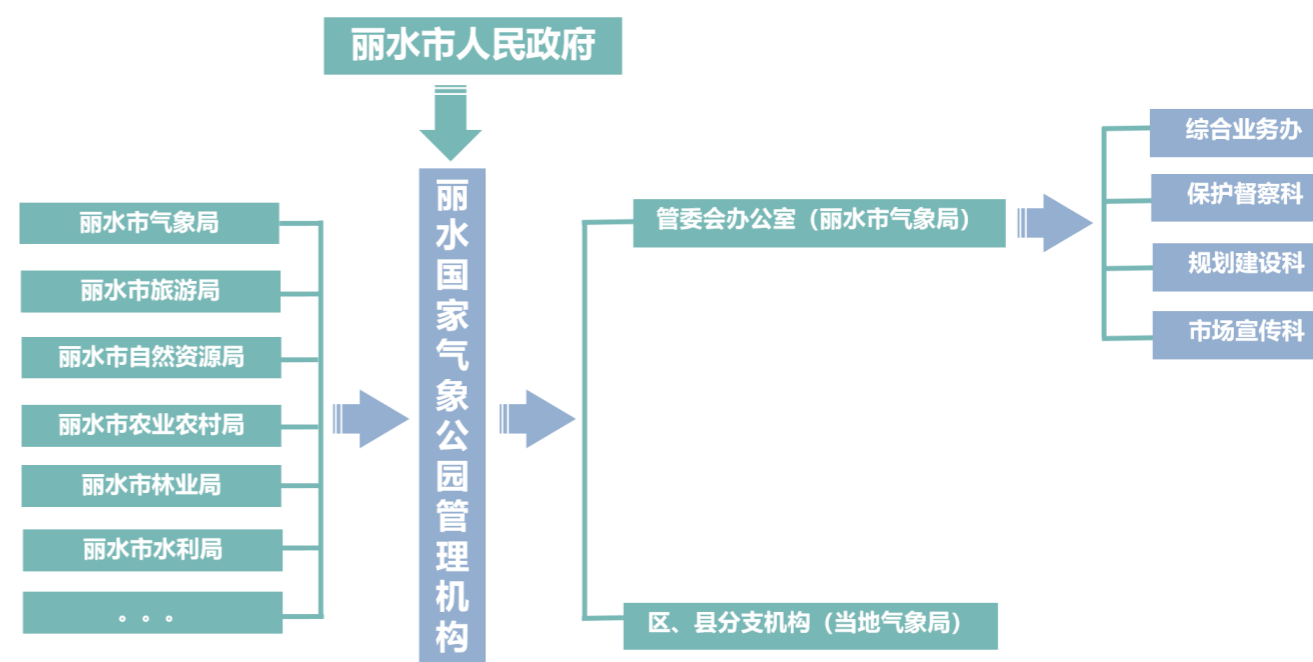 丽水市人民政府
丽水市气象局
丽水市旅游局
丽水市自然资源局
丽水市农业农村局
丽水市林业局
丽水市水利局
。。。
丽水国家气象公园管理机构
管委会办公室（丽水市气象局）
区、县分支机构（当地气象局）
综合业务办
保护督察科
规划建设科
市场宣传科